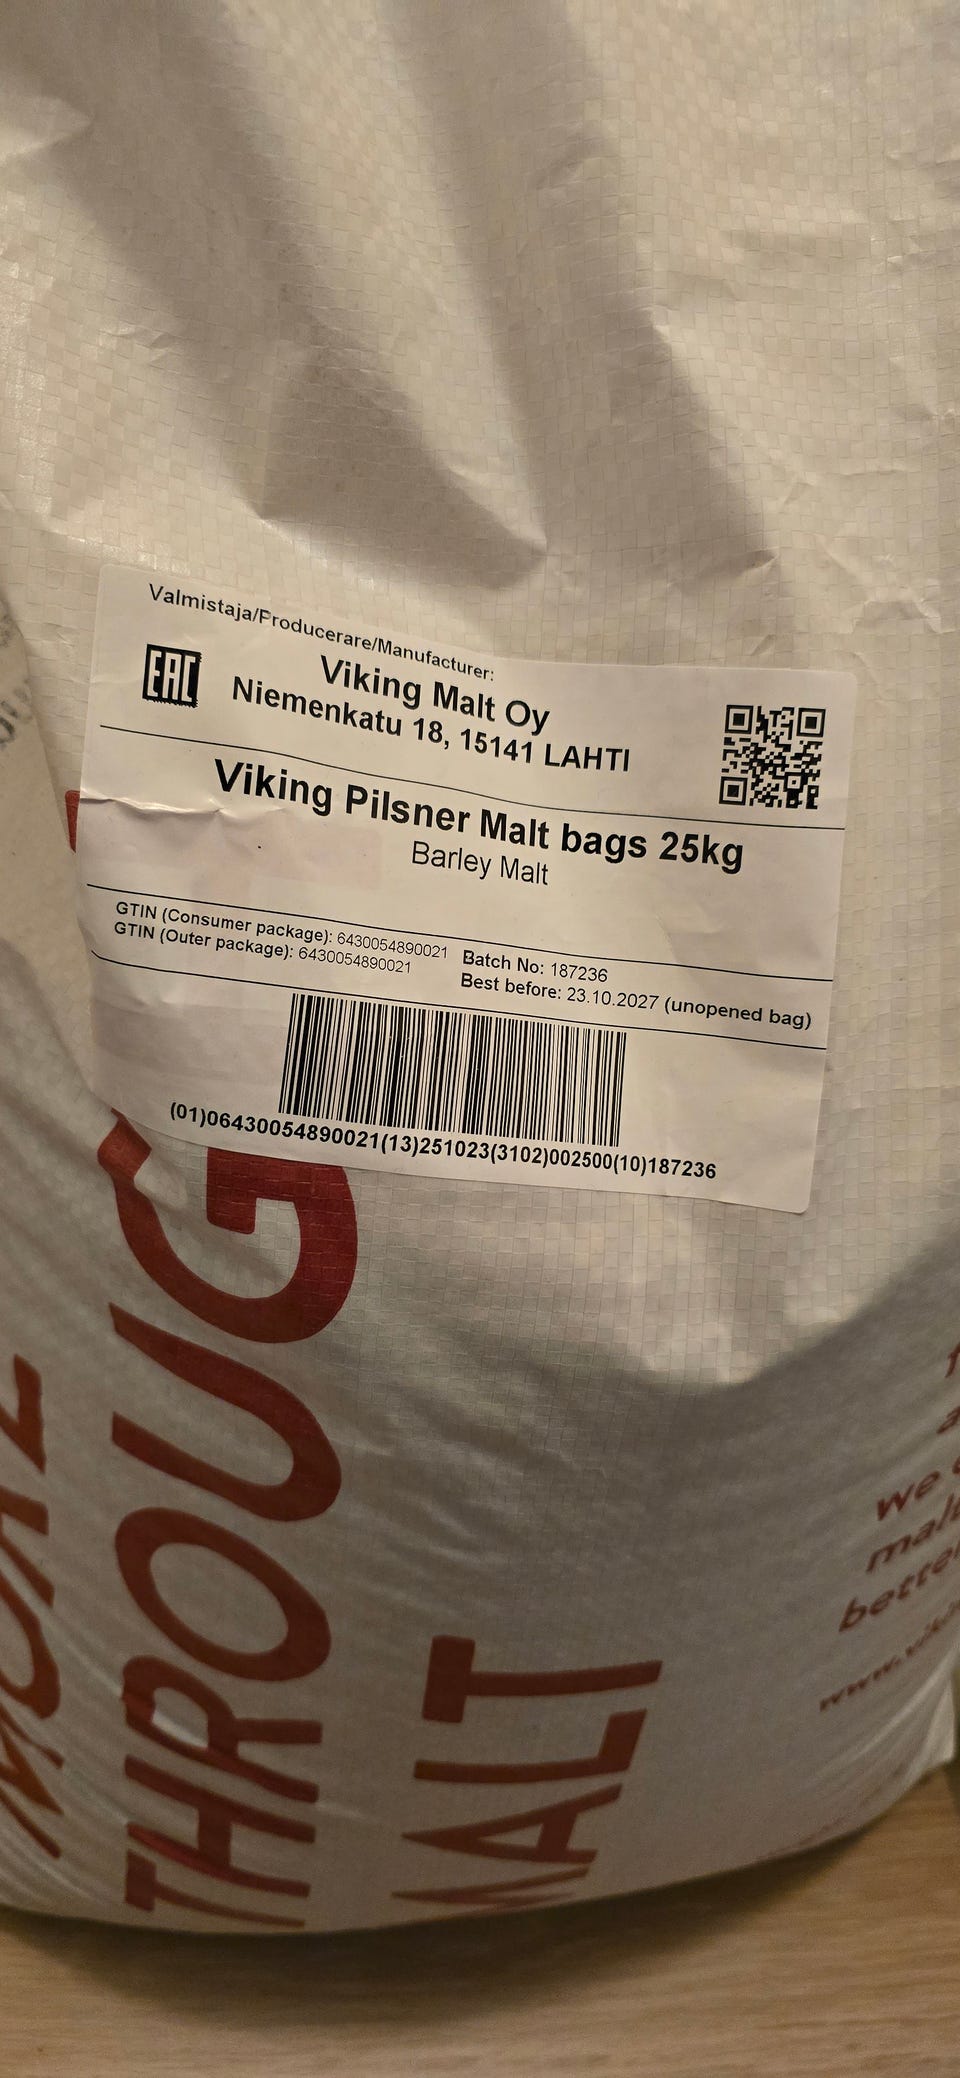 Valmistaja/Producerare/Manufacturer:
EAC
Viking Malt Oy
Niemenkatu 18, 15141 LAHTI
Viking Pilsner Malt bags 25kg
Barley Malt
GTIN (Consumer package): 6430054890021
GTIN (Outer package): 6430054890021
Batch No: 187236
Best before: 23.10.2027 (unopened bag)
(01)06430054890021(13)251023(3102)002500(10)187236
THROUG
MALT
we